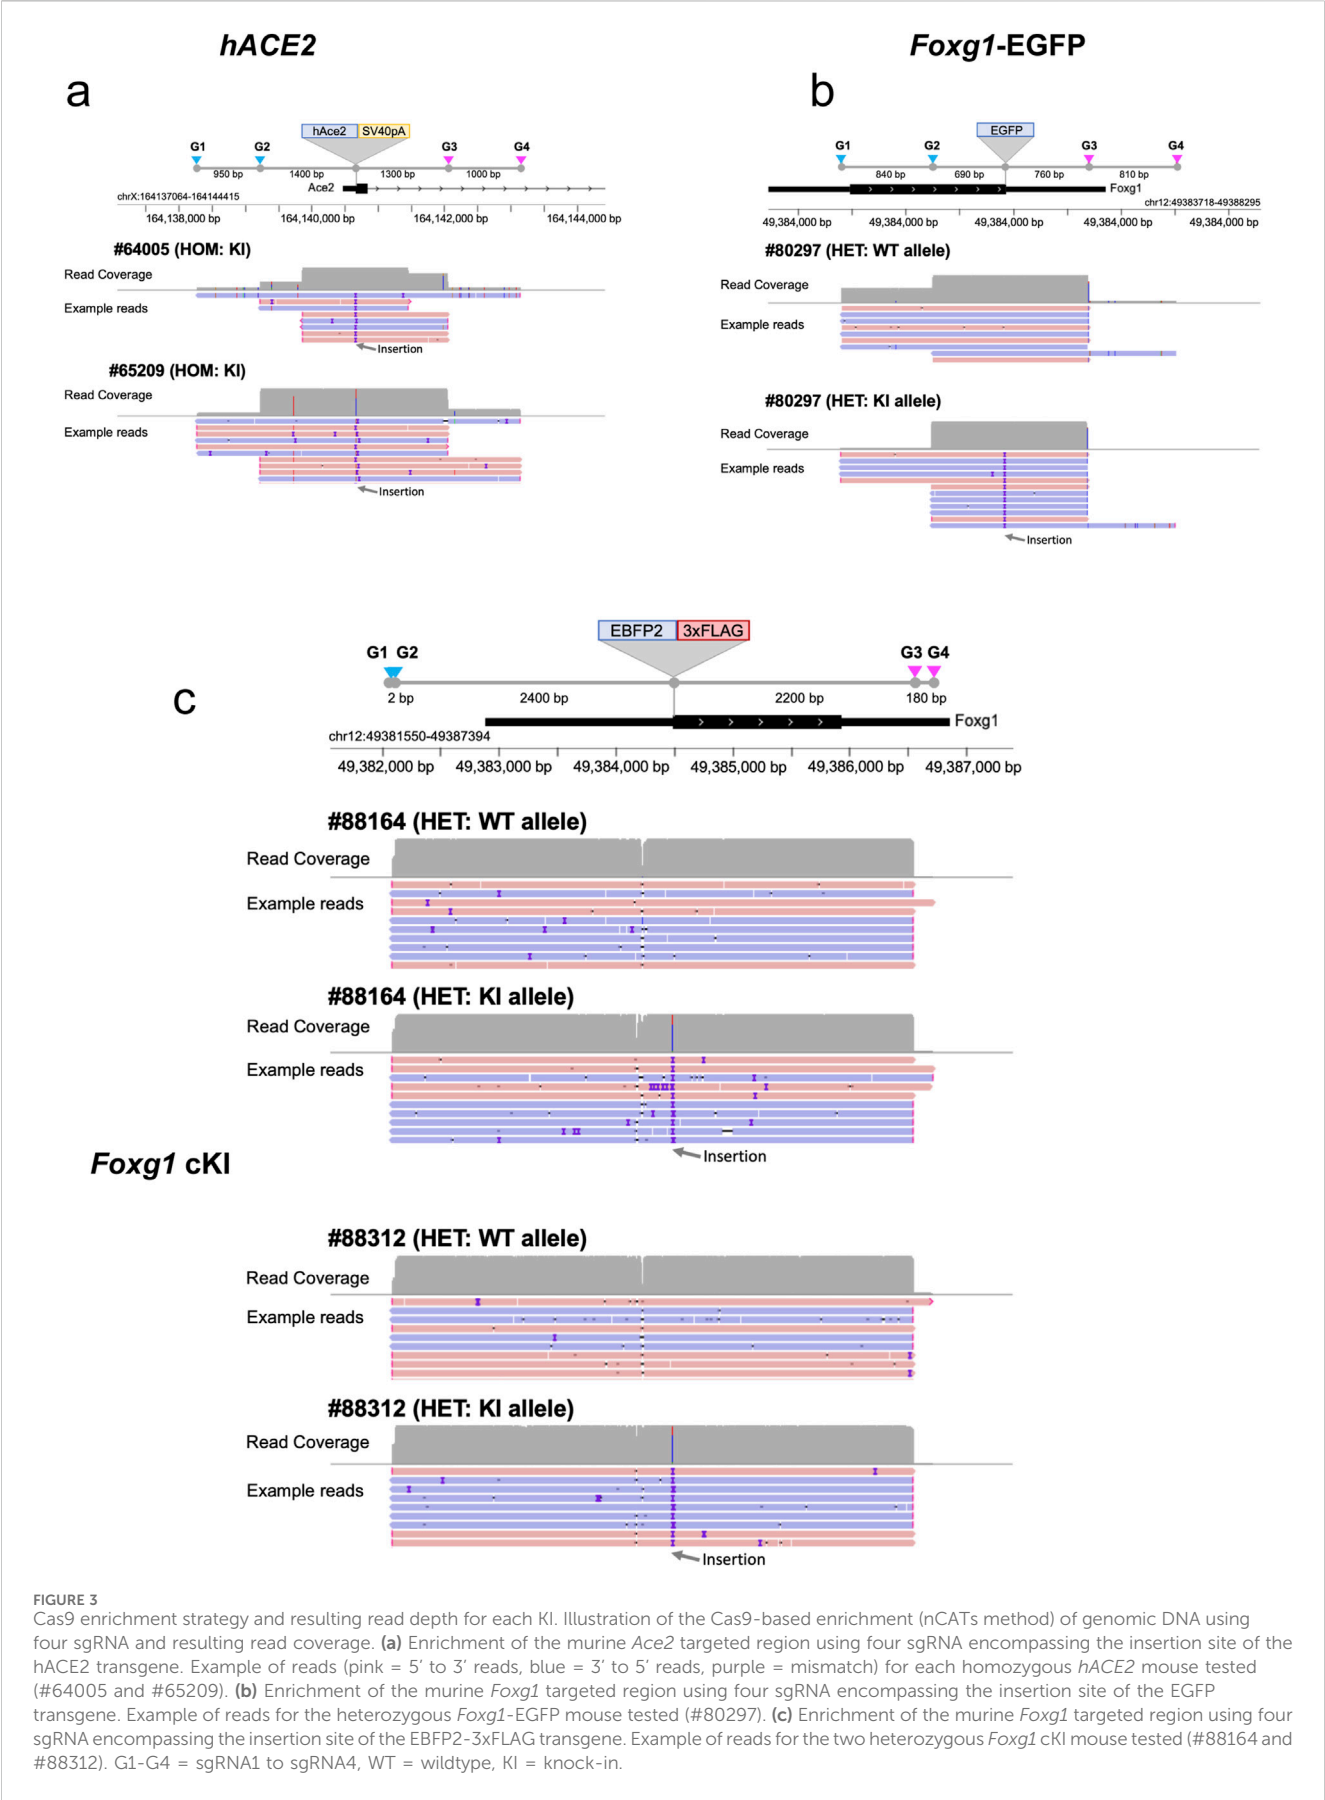 hACE2
Foxg1-EGFP
a
b
hAce2 SV40pA
G1 G2 G3 G4
950 bp 1400 bp 1300 bp 1000 bp
Ace2
chrX:164137064-164144415
164,138,000 bp 164,140,000 bp 164,142,000 bp 164,144,000 bp
#64005 (HOM: KI)
Read Coverage
Example reads
Insertion
#65209 (HOM: KI)
Read Coverage
Example reads
Insertion
EGFP
G1 G2 G3 G4
840 bp 690 bp 760 bp 810 bp
Foxg1
chr12:49383718-49388295
49,384,000 bp 49,384,000 bp 49,384,000 bp 49,384,000 bp 49,384,000 bp
#80297 (HET: WT allele)
Read Coverage
Example reads
#80297 (HET: KI allele)
Read Coverage
Example reads
Insertion
c
EBFP2 3xFLAG
G1 G2 G3 G4
2 bp 2400 bp 2200 bp 180 bp
Foxg1
chr12:49381550-49387394
49,382,000 bp 49,383,000 bp 49,384,000 bp 49,385,000 bp 49,386,000 bp 49,387,000 bp
#88164 (HET: WT allele)
Read Coverage
Example reads
#88164 (HET: KI allele)
Read Coverage
Example reads
Insertion
Foxg1 cKI
#88312 (HET: WT allele)
Read Coverage
Example reads
#88312 (HET: KI allele)
Read Coverage
Example reads
Insertion
FIGURE 3
Cas9 enrichment strategy and resulting read depth for each KI. Illustration of the Cas9-based enrichment (nCATs method) of genomic DNA using
four sgRNA and resulting read coverage. (a) Enrichment of the murine Ace2 targeted region using four sgRNA encompassing the insertion site of the
hACE2 transgene. Example of reads (pink = 5’ to 3’ reads, blue = 3’ to 5’ reads, purple = mismatch) for each homozygous hACE2 mouse tested
(#64005 and #65209). (b) Enrichment of the murine Foxg1 targeted region using four sgRNA encompassing the insertion site of the EGFP
transgene. Example of reads for the heterozygous Foxg1-EGFP mouse tested (#80297). (c) Enrichment of the murine Foxg1 targeted region using four
sgRNA encompassing the insertion site of the EBFP2-3xFLAG transgene. Example of reads for the two heterozygous Foxg1 cKI mouse tested (#88164 and
#88312). G1-G4 = sgRNA1 to sgRNA4, WT = wildtype, KI = knock-in.